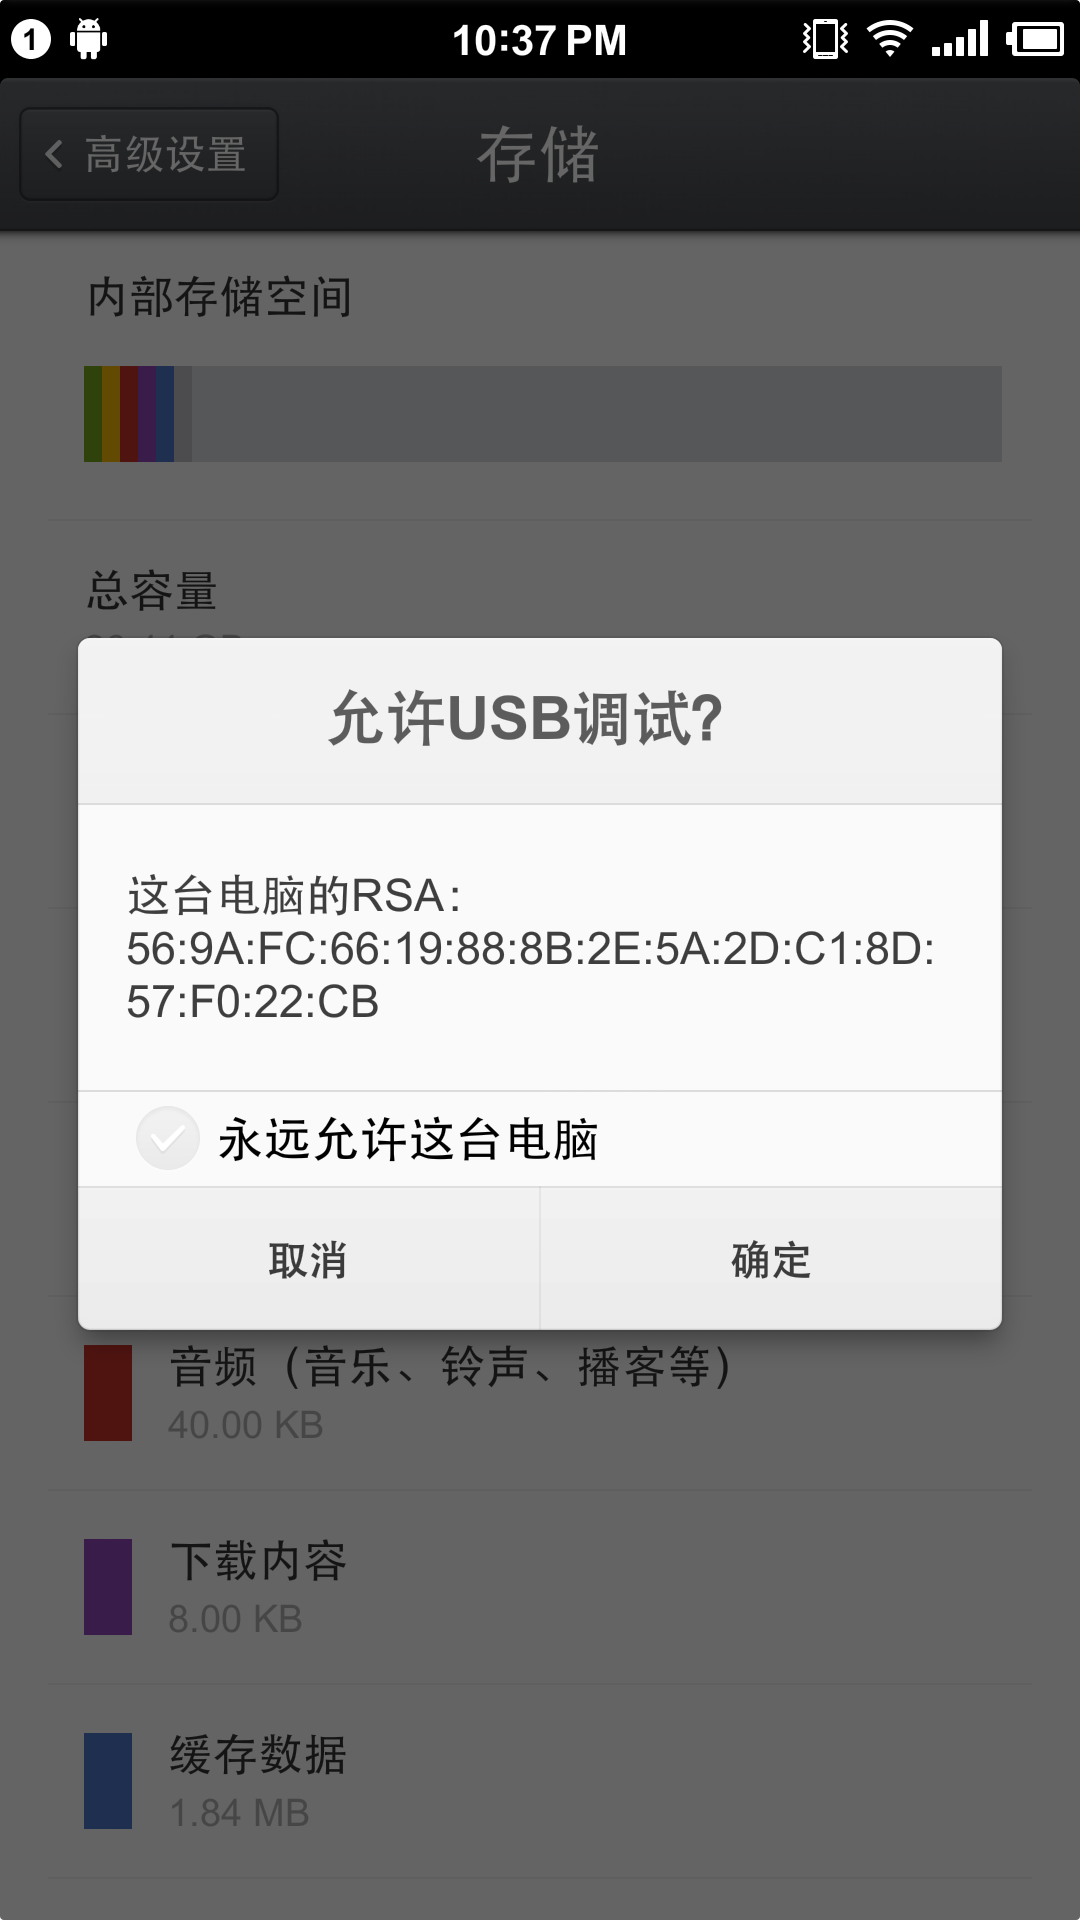 1
10:37 PM
高级设置
存储
内部存储空间
总容量
允许USB调试?
这台电脑的RSA:
56:9A:FC:66:19:88:8B:2E:5A:2D:C1:8D:
57:F0:22:CB
永远允许这台电脑
取消
确定
音频（音乐、铃声、播客等）
40.00 KB
下载内容
8.00 KB
缓存数据
1.84 MB